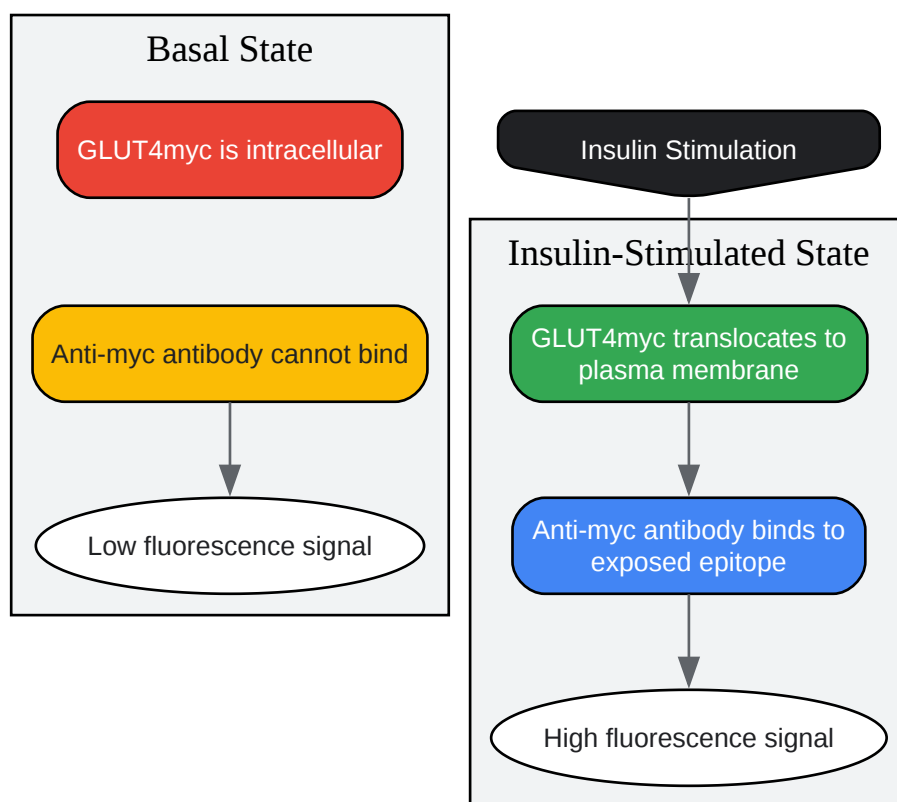 Basal State
GLUT4myc is intracellular
Anti-myc antibody cannot bind
Low fluorescence signal
Insulin Stimulation
Insulin-Stimulated State
GLUT4myc translocates to
plasma membrane
Anti-myc antibody binds to
exposed epitope
High fluorescence signal